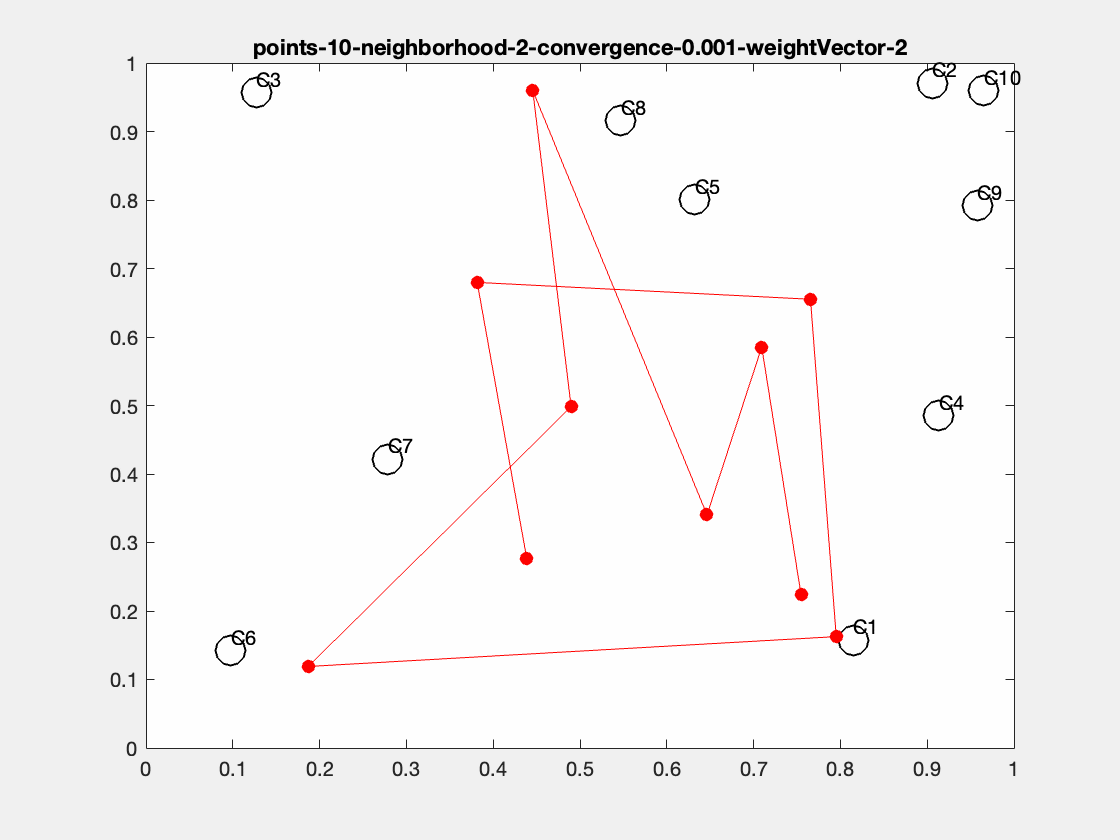 points-10-neighborhood-2-convergence-0.001-weightVector-2
1
C3
C2
C10
C8
0.9
C5
C9
0.8
0.7
0.6
0.5
C4
C7
0.4
0.3
0.2
C1
C6
0.1
0
0 0.1 0.2 0.3 0.4 0.5 0.6 0.7 0.8 0.9 1